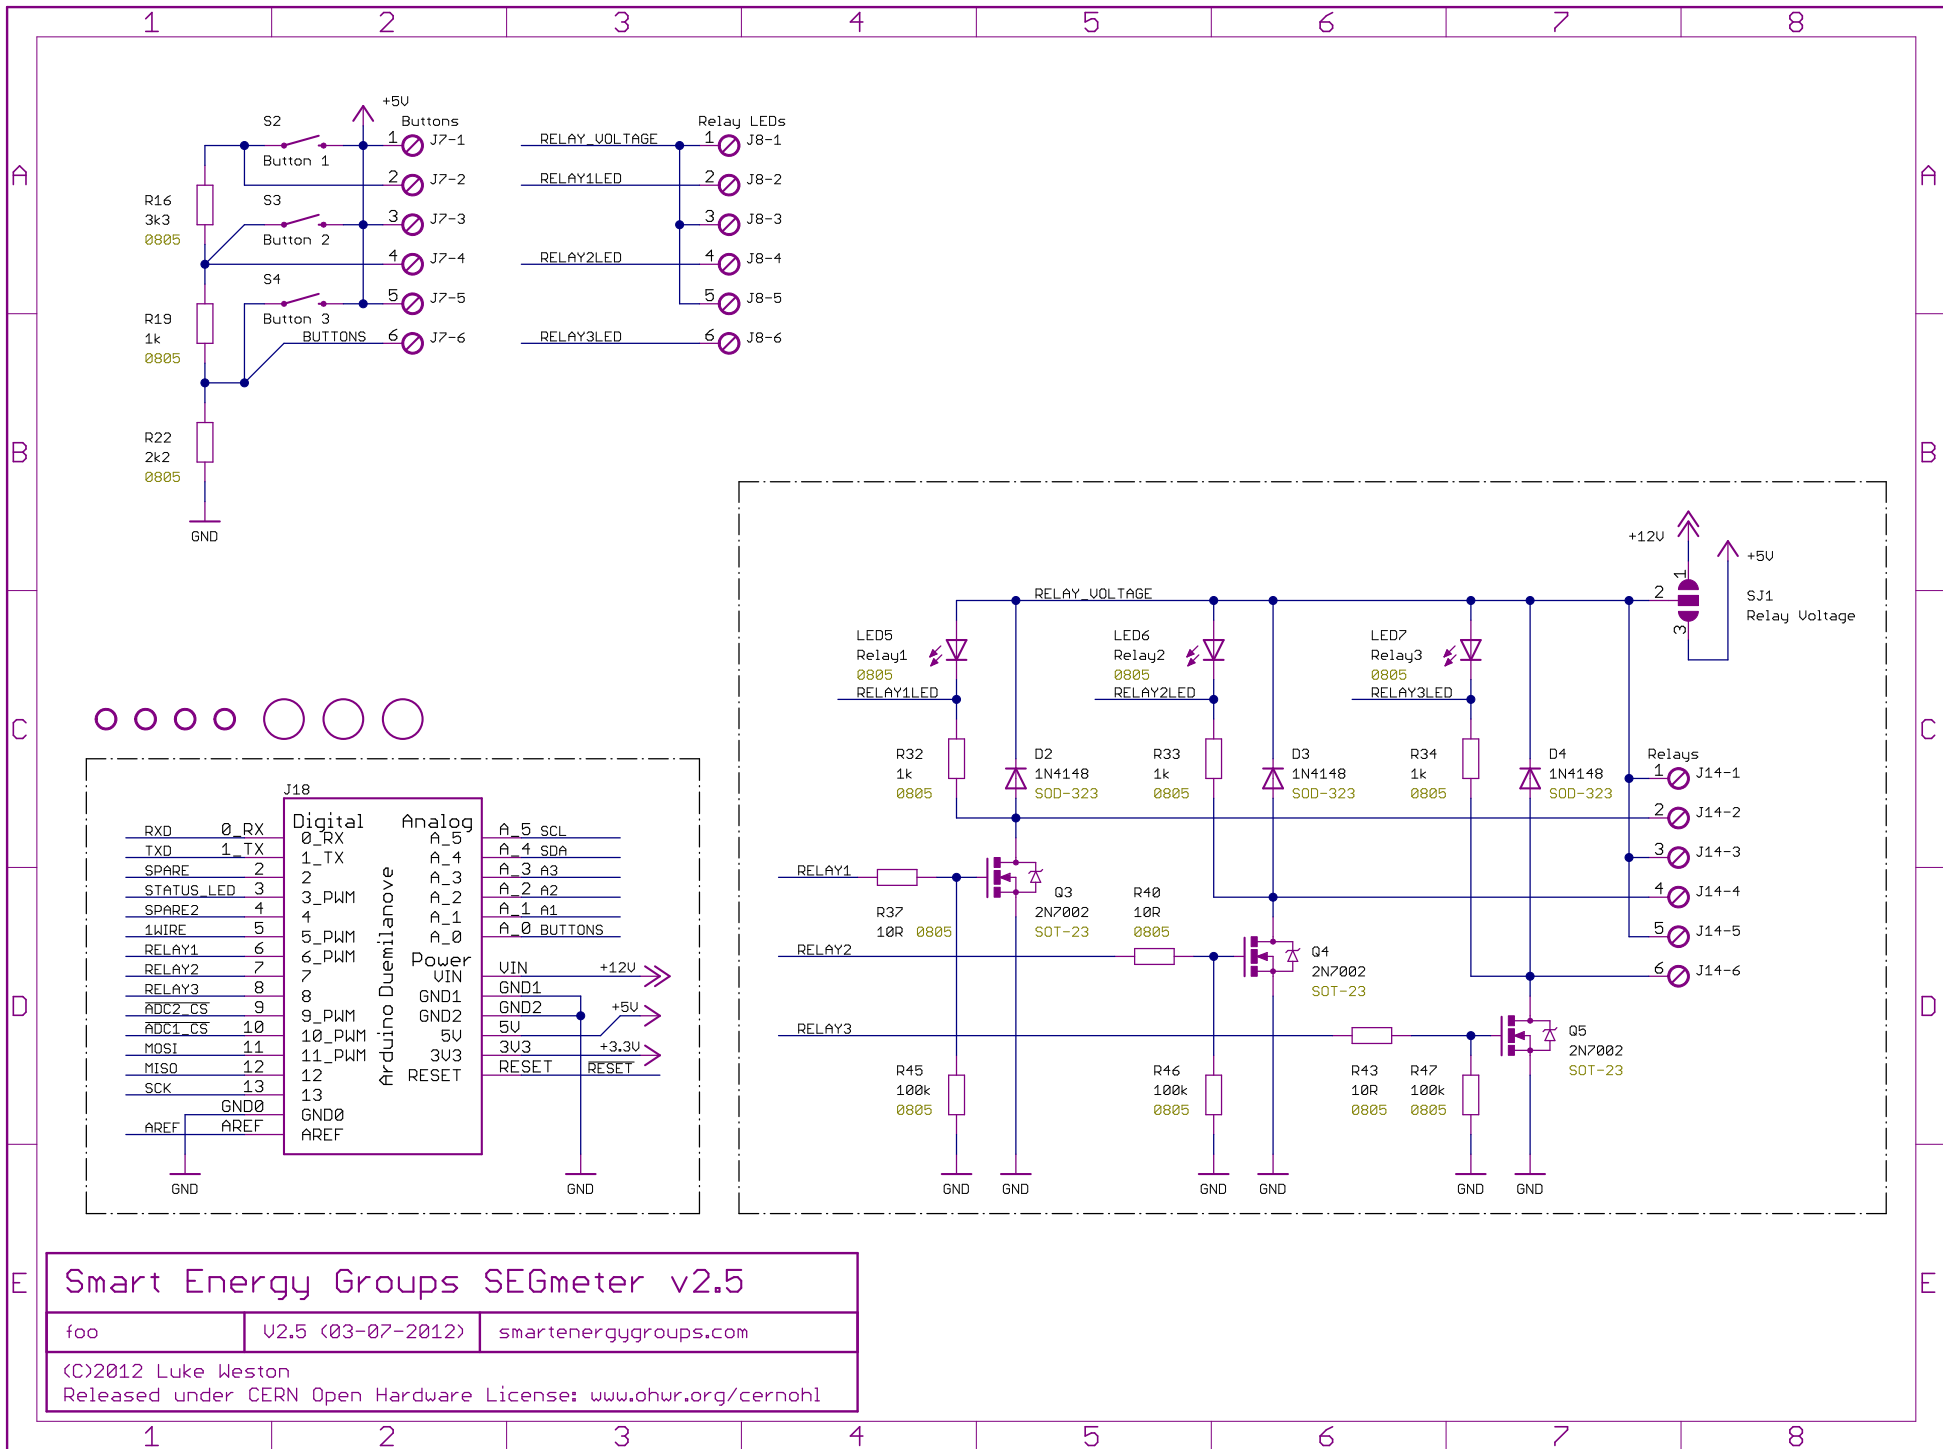 1 2 3 4 5 6 7 8
A
A
B
B
C
C
D
D
E
E
+5V
Buttons
S2
Button 1
1 J7-1
2 J7-2
R16
3k3
0805
S3
Button 2
3 J7-3
4 J7-4
S4
Button 3
5 J7-5
BUTTONS 6 J7-6
R19
1k
0805
R22
2k2
0805
GND
Relay LEDs
RELAY_VOLTAGE 1 J8-1
RELAY1LED 2 J8-2
3 J8-3
RELAY2LED 4 J8-4
5 J8-5
RELAY3LED 6 J8-6
+12V
+5V
1
2
3
SJ1
Relay Voltage
RELAY_VOLTAGE
LED5
Relay1
0805
RELAY1LED
LED6
Relay2
0805
RELAY2LED
LED7
Relay3
0805
RELAY3LED
R32
1k
0805
D2
1N4148
SOD-323
R33
1k
0805
D3
1N4148
SOD-323
R34
1k
0805
D4
1N4148
SOD-323
Relays
1 J14-1
2 J14-2
3 J14-3
4 J14-4
5 J14-5
6 J14-6
RELAY1
R37
10R 0805
Q3
2N7002
SOT-23
RELAY2
R40
10R
0805
Q4
2N7002
SOT-23
RELAY3
R43
10R
0805
Q5
2N7002
SOT-23
R45
100k
0805
R46
100k
0805
R47
100k
0805
GND GND GND GND GND GND
J18
Digital Analog
Power
Arduino Duemilanove
RXD 0_RX 0_RX
TXD 1_TX 1_TX
SPARE 2 2
STATUS_LED 3 3_PWM
SPARE2 4 4
1WIRE 5 5_PWM
RELAY1 6 6_PWM
RELAY2 7 7
RELAY3 8 8
ADC2_CS 9 9_PWM
ADC1_CS 10 10_PWM
MOSI 11 11_PWM
MISO 12 12
SCK 13 13
GND0 GND0
AREF AREF AREF
A_5 A_5 SCL
A_4 A_4 SDA
A_3 A_3 A3
A_2 A_2 A2
A_1 A_1 A1
A_0 A_0 BUTTONS
VIN VIN +12V
GND1 GND1
GND2 GND2
5V 5V +5V
3V3 3V3 +3.3V
RESET RESET RESET
GND GND
Smart Energy Groups SEGmeter v2.5
foo
V2.5 (03-07-2012)
smartenergygroups.com
(C)2012 Luke Weston
Released under CERN Open Hardware License: www.ohwr.org/cernohl
1 2 3 4 5 6 7 8